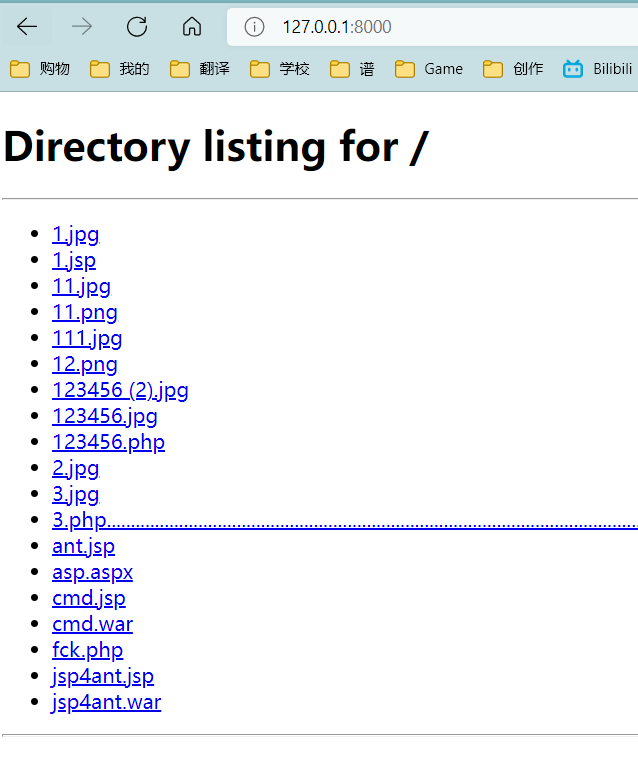 127.0.0.1:8000
购物 我的 翻译 学校 谱 Game 创作 Bilibili
Directory listing for /
1.jpg
1.jsp
11.jpg
11.png
111.jpg
12.png
123456 (2).jpg
123456.jpg
123456.php
2.jpg
3.jpg
3.php.......................................................................................................................
ant.jsp
asp.aspx
cmd.jsp
cmd.war
fck.php
jsp4ant.jsp
jsp4ant.war